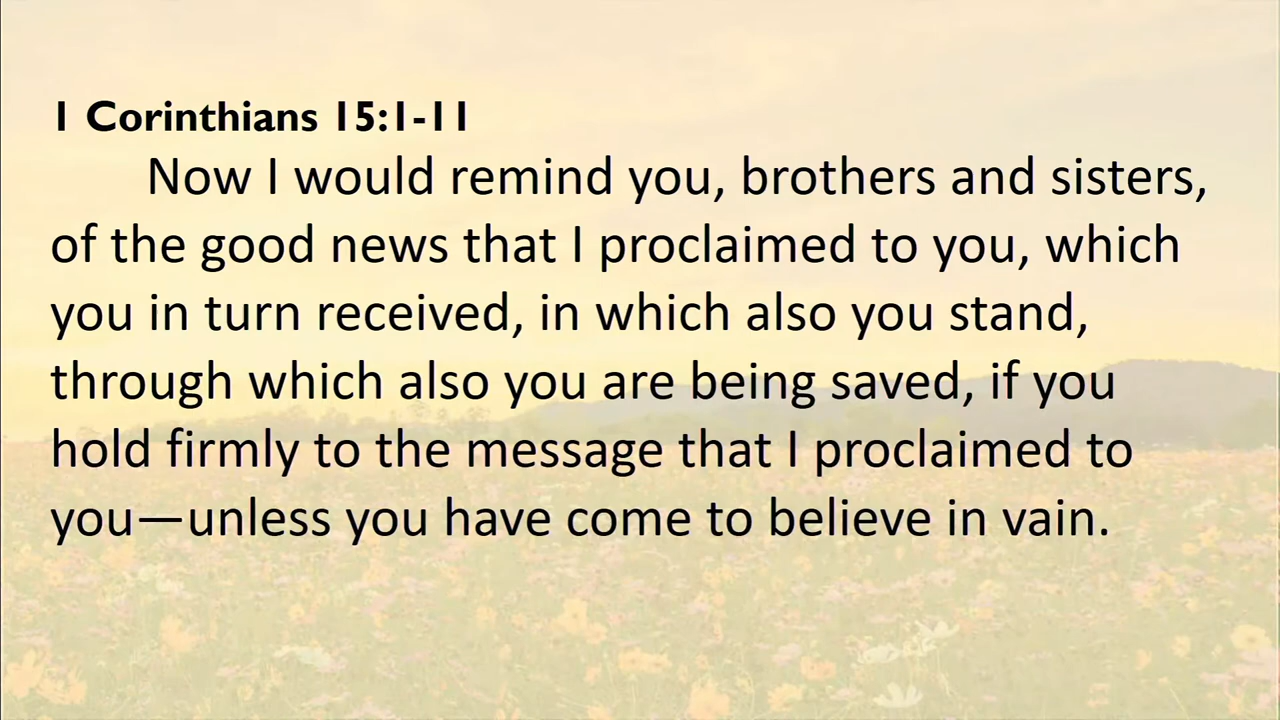 1 Corinthians 15:1-11
Now I would remind you, brothers and sisters,
of the good news that I proclaimed to you, which
you in turn received, in which also you stand,
through which also you are being saved, if you
hold firmly to the message that I proclaimed to
you—unless you have come to believe in vain.